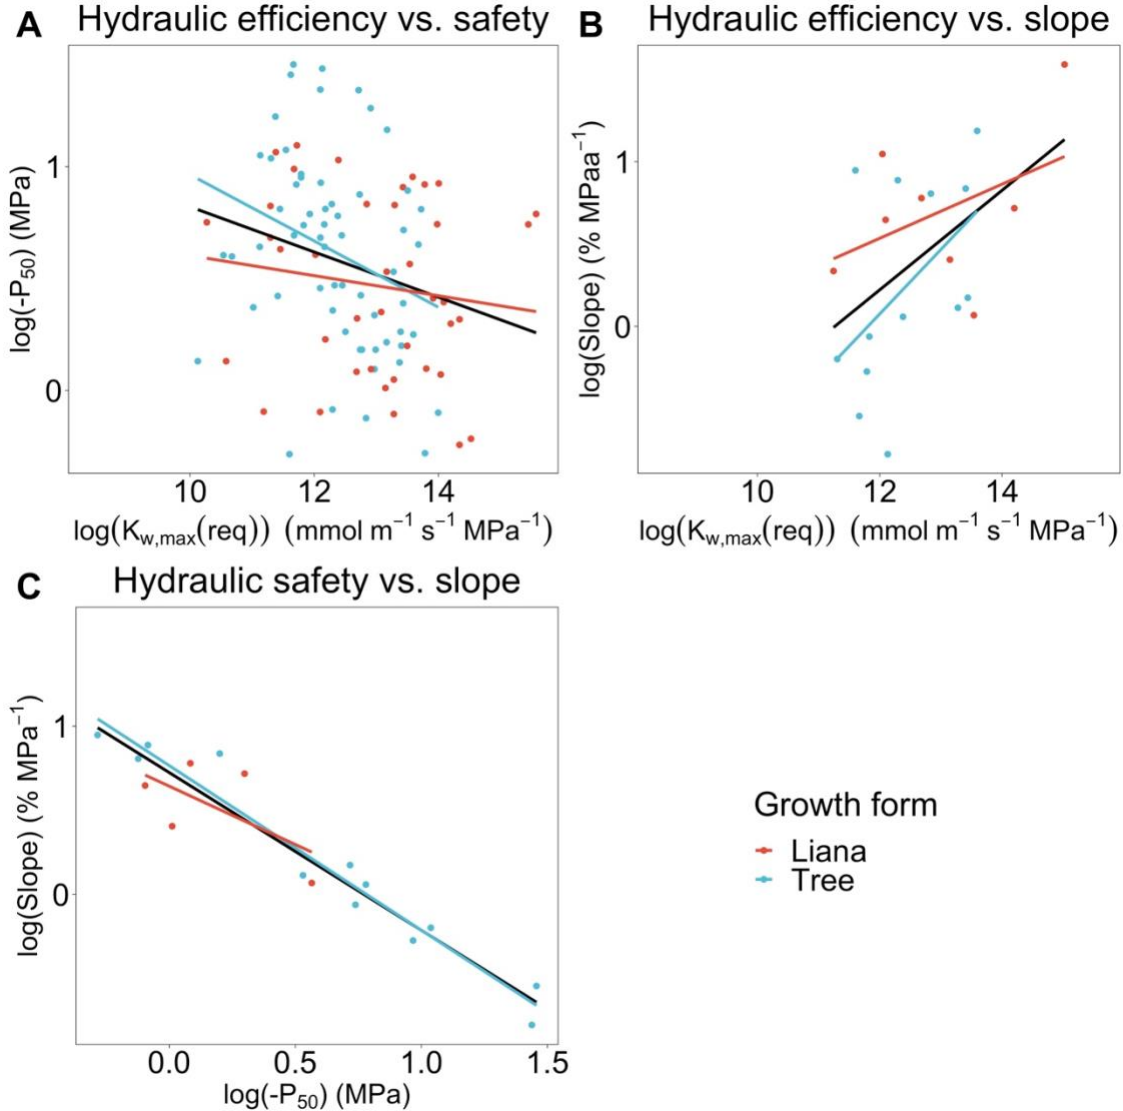 A Hydraulic efficiency vs. safety
log(-P₅₀) (MPa)
1
0
10 12 14
log(K_w,max(req)) (mmol m⁻¹ s⁻¹ MPa⁻¹)
B Hydraulic efficiency vs. slope
log(Slope) (% MPaa⁻¹)
1
0
10 12 14
log(K_w,max(req)) (mmol m⁻¹ s⁻¹ MPa⁻¹)
C Hydraulic safety vs. slope
log(Slope) (% MPa⁻¹)
1
0
0.0 0.5 1.0 1.5
log(-P₅₀) (MPa)
Growth form
Liana
Tree